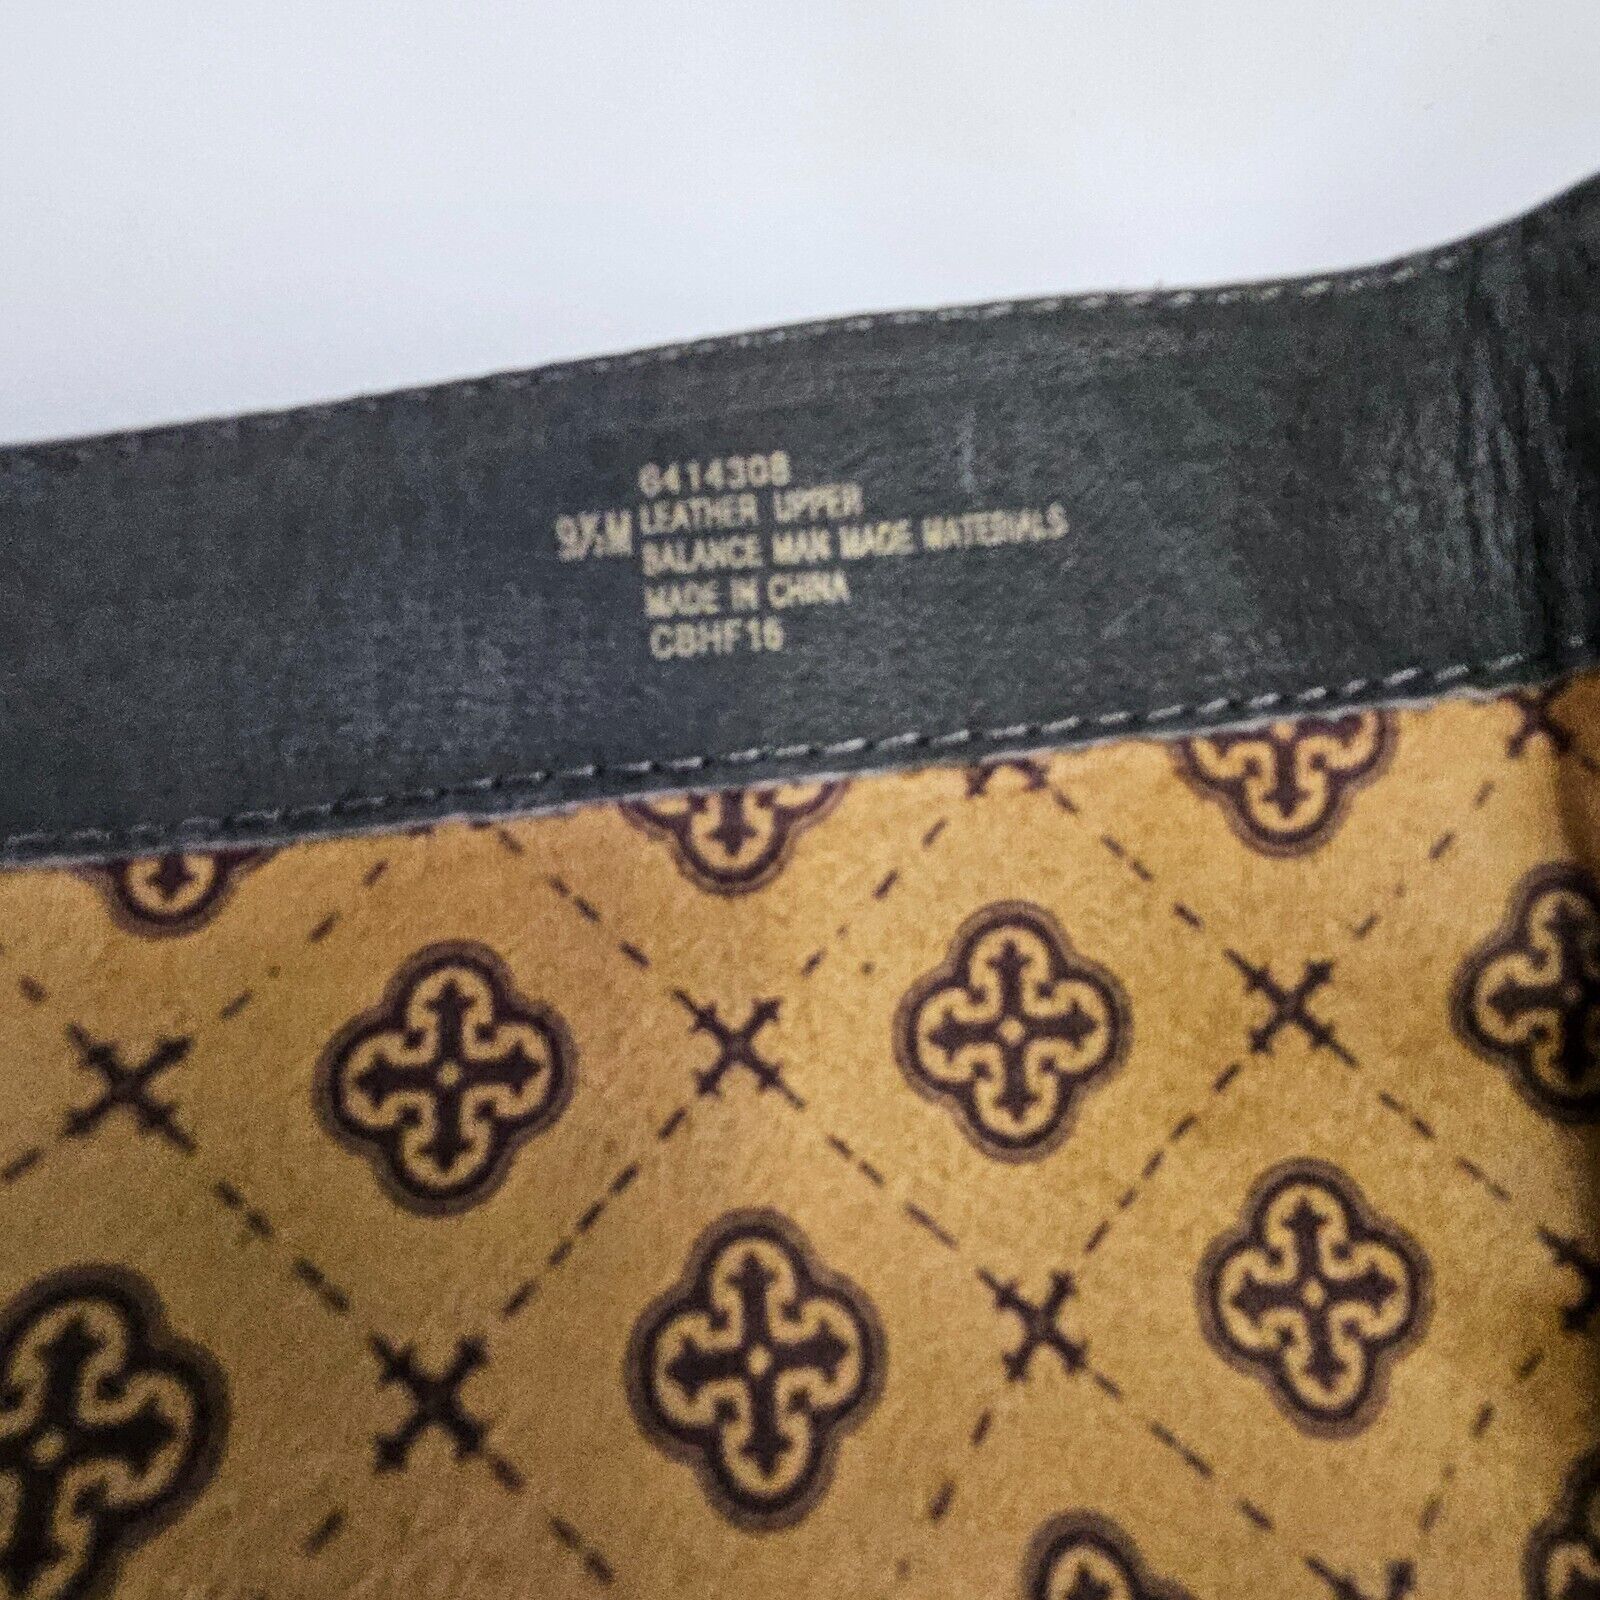 6414308
9½M LEATHER UPPER
BALANCE MAN MADE MATERIALS
MADE IN CHINA
CBHF16